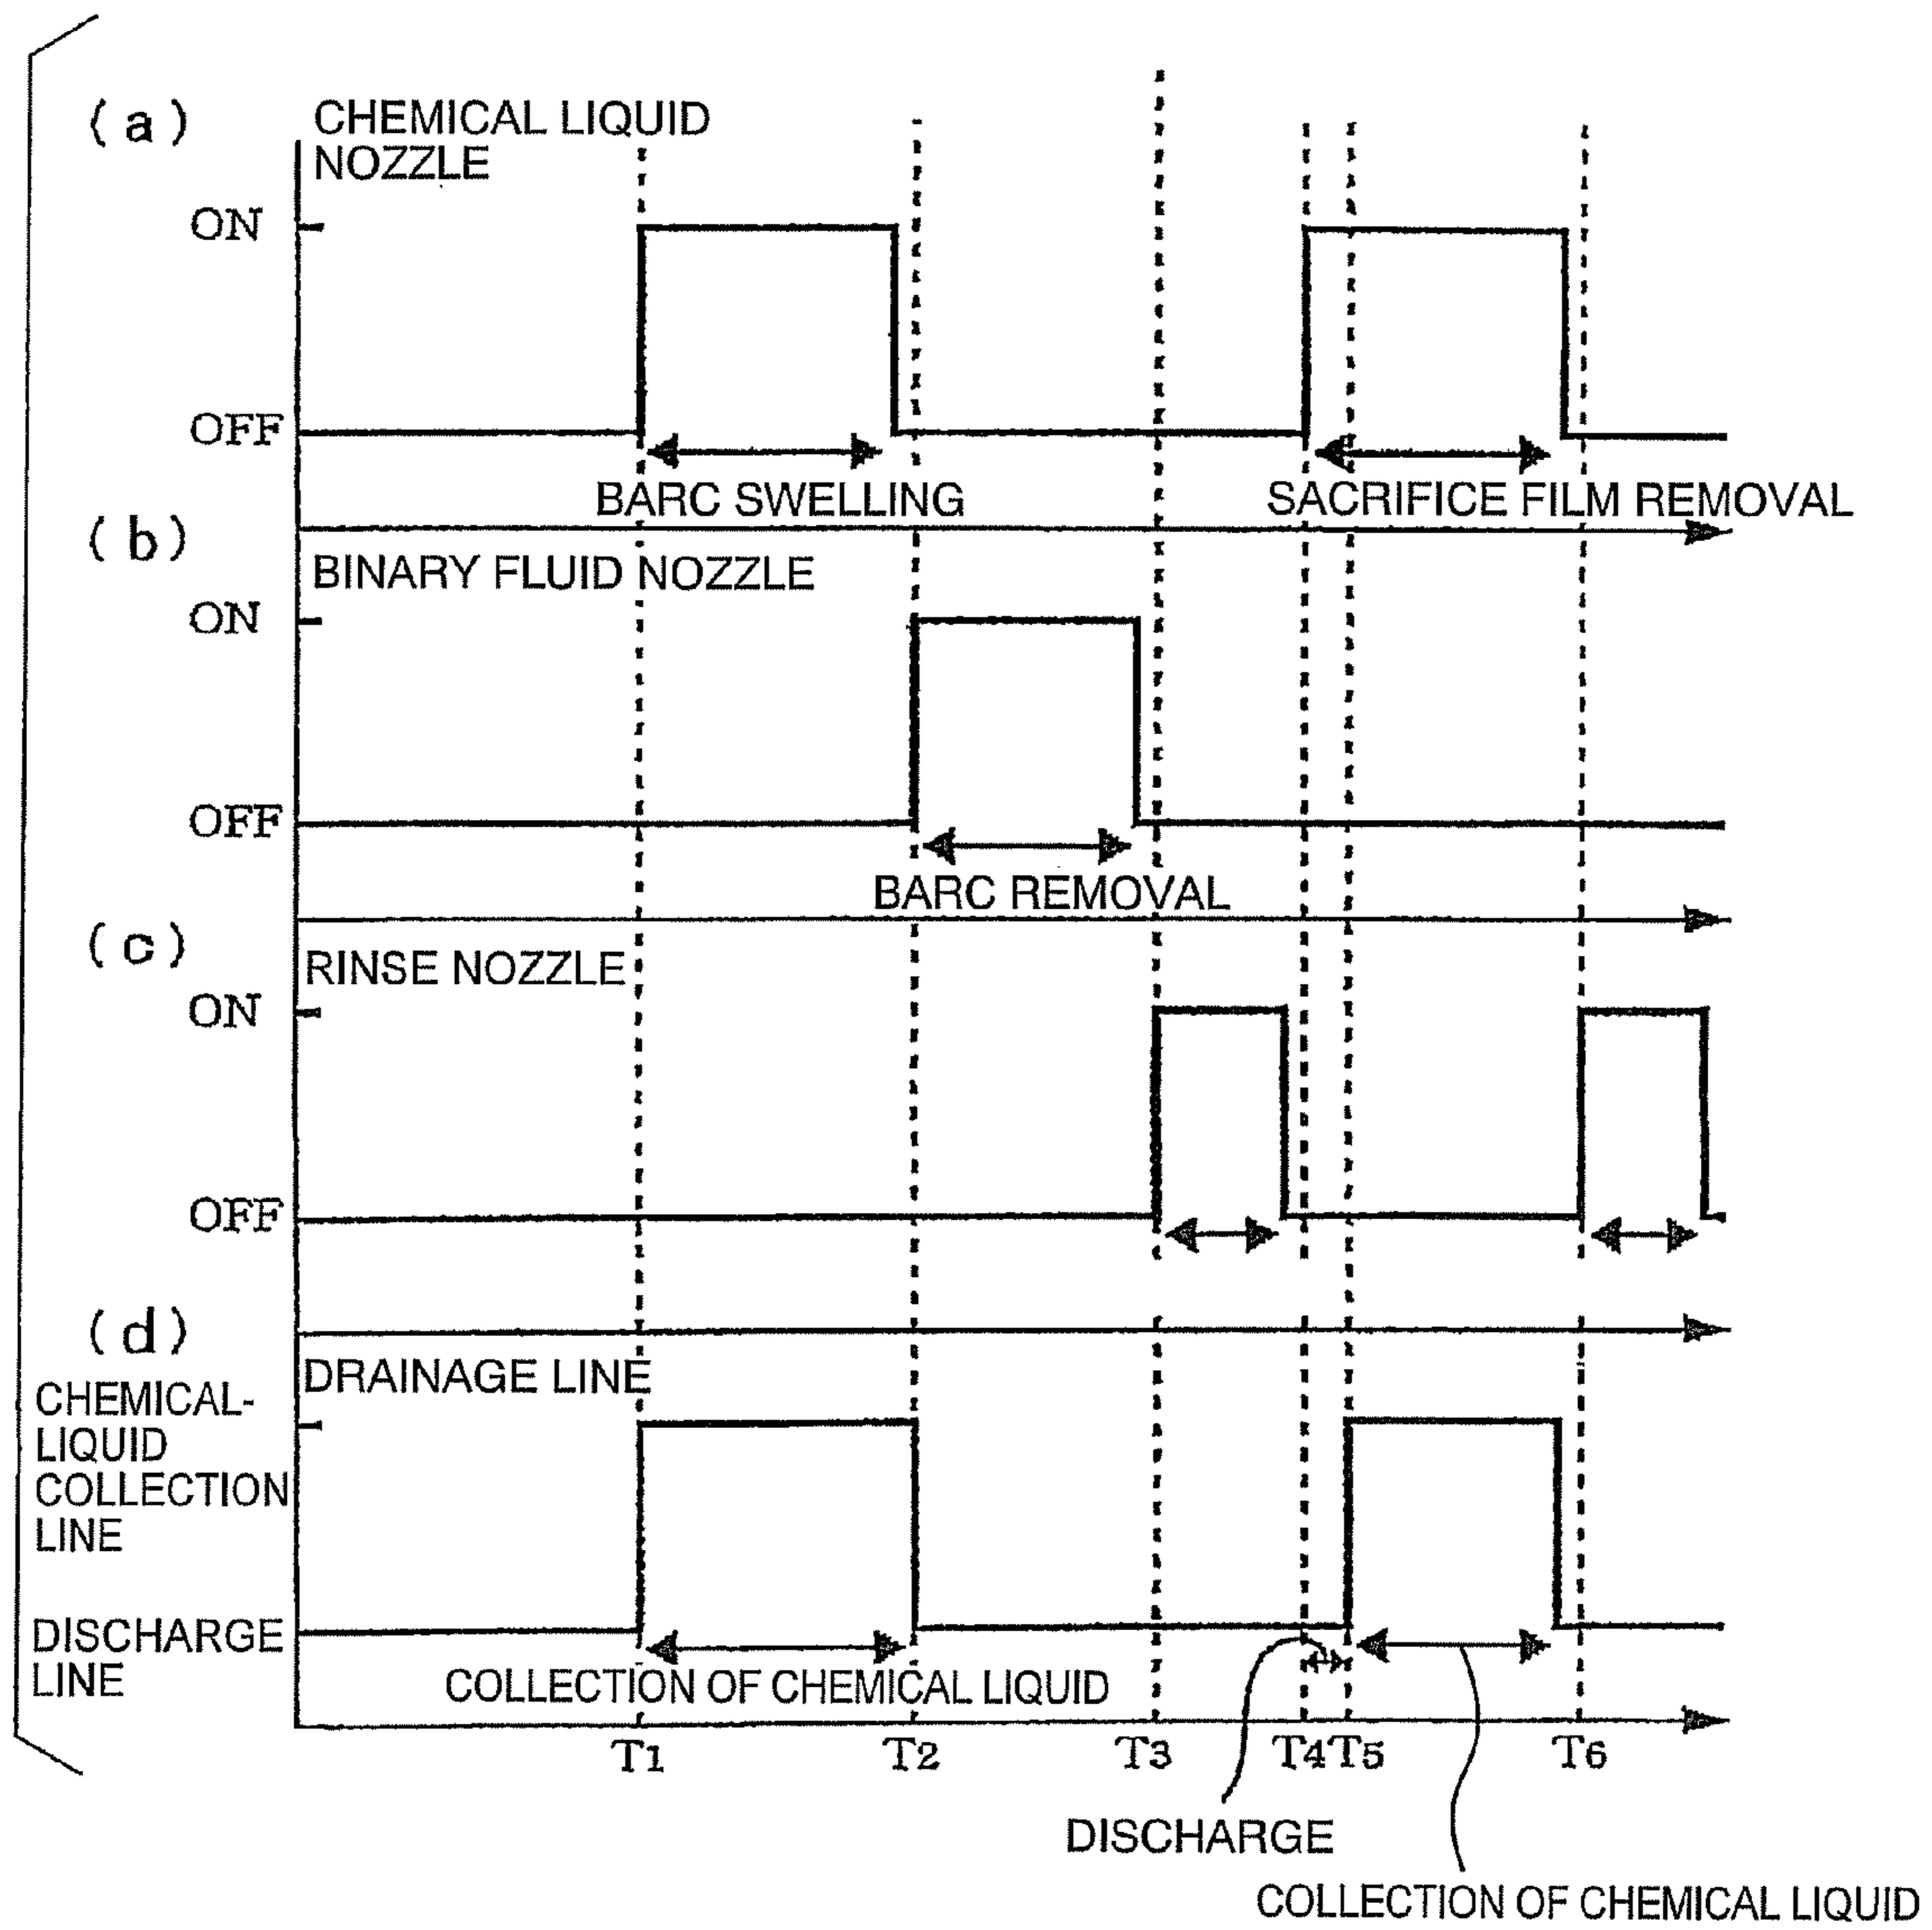 (a)
CHEMICAL LIQUID
NOZZLE
ON
OFF
BARC SWELLING
SACRIFICE FILM REMOVAL
(b)
BINARY FLUID NOZZLE
ON
OFF
BARC REMOVAL
(c)
RINSE NOZZLE
ON
OFF
(d)
DRAINAGE LINE
CHEMICAL-
LIQUID
COLLECTION
LINE
DISCHARGE
LINE
COLLECTION OF CHEMICAL LIQUID
T1 T2 T3 T4 T5 T6
DISCHARGE
COLLECTION OF CHEMICAL LIQUID